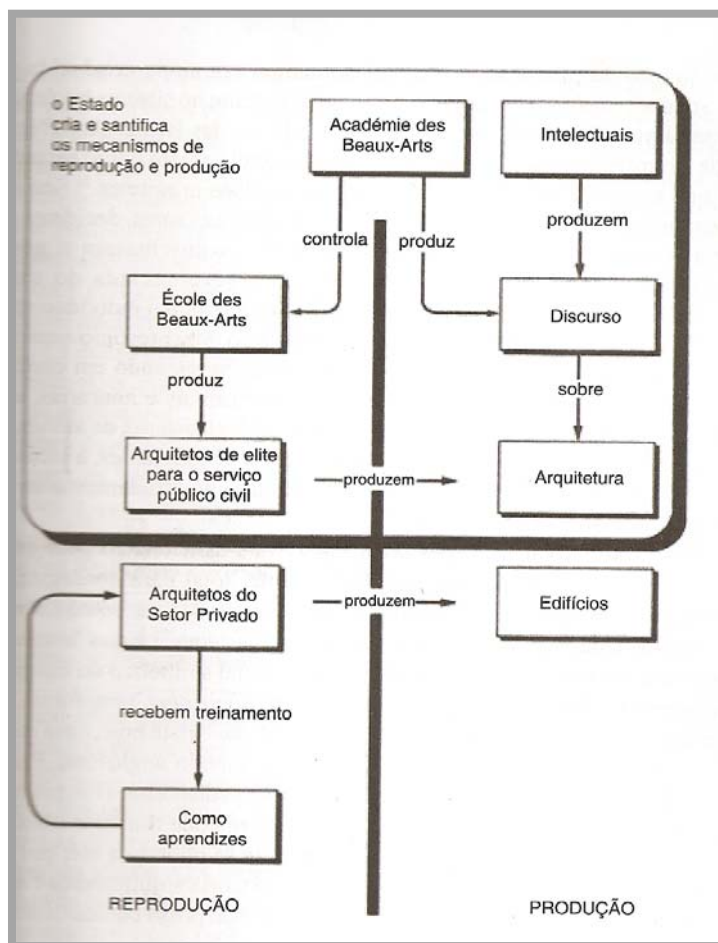 o Estado
cria e santifica
os mecanismos de
reprodução e produção
Académie des
Beaux-Arts
Intelectuais
controla
produz
produzem
École des
Beaux-Arts
Discurso
produz
sobre
Arquitetos de elite
para o serviço
público civil
produzem
Arquitetura
Arquitetos do
Setor Privado
produzem
Edifícios
recebem treinamento
Como
aprendizes
REPRODUÇÃO
PRODUÇÃO